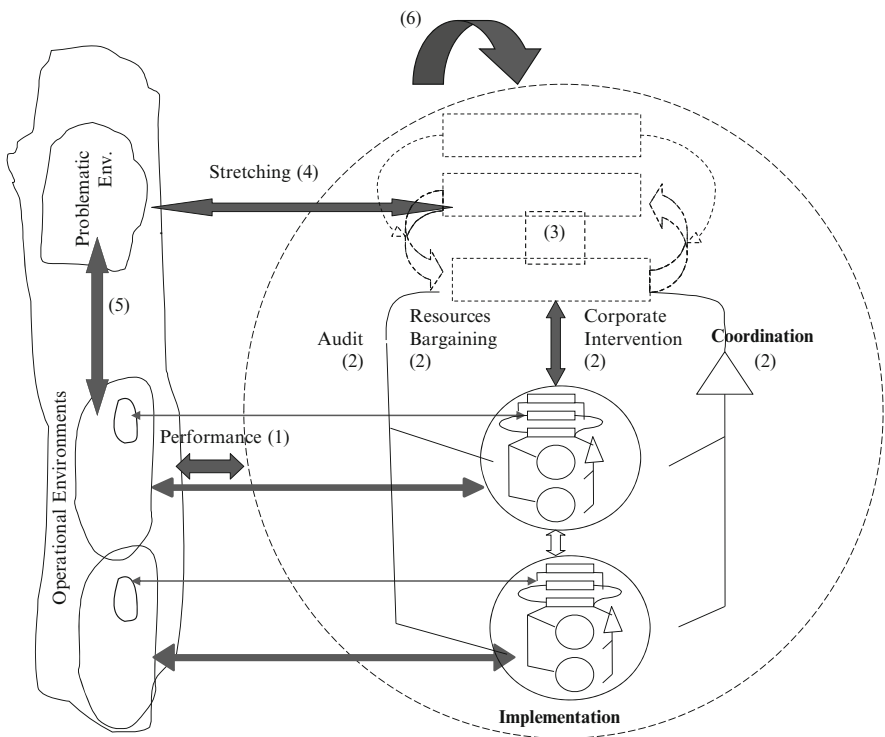 (6)
Problematic
Env.
Stretching (4)
(3)
(5)
Audit
(2)
Resources
Bargaining
(2)
Corporate
Intervention
(2)
Coordination
(2)
Operational Environments
Performance (1)
Implementation